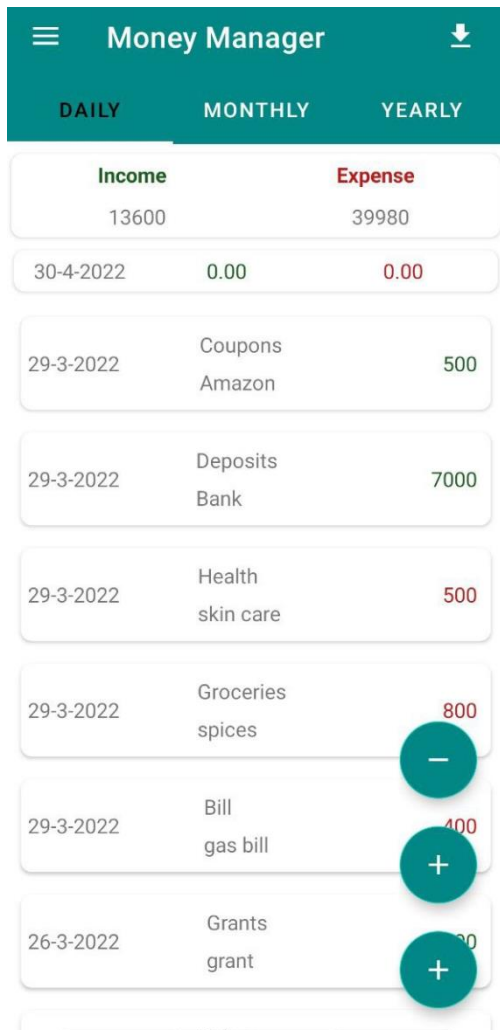 Money Manager
DAILY MONTHLY YEARLY
Income Expense
13600 39980
30-4-2022 0.00 0.00
Coupons
29-3-2022 500
Amazon
Deposits
29-3-2022 7000
Bank
Health
29-3-2022 500
skin care
Groceries
29-3-2022 800
spices
−
Bill
29-3-2022 400
gas bill
+
Grants
26-3-2022
grant
+